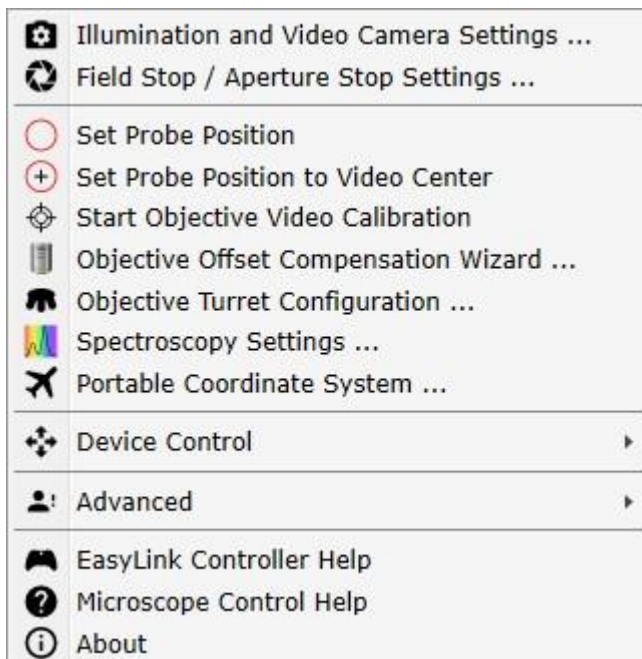 Illumination and Video Camera Settings ...
Field Stop / Aperture Stop Settings ...
Set Probe Position
Set Probe Position to Video Center
Start Objective Video Calibration
Objective Offset Compensation Wizard ...
Objective Turret Configuration ...
Spectroscopy Settings ...
Portable Coordinate System ...
Device Control
Advanced
EasyLink Controller Help
Microscope Control Help
About